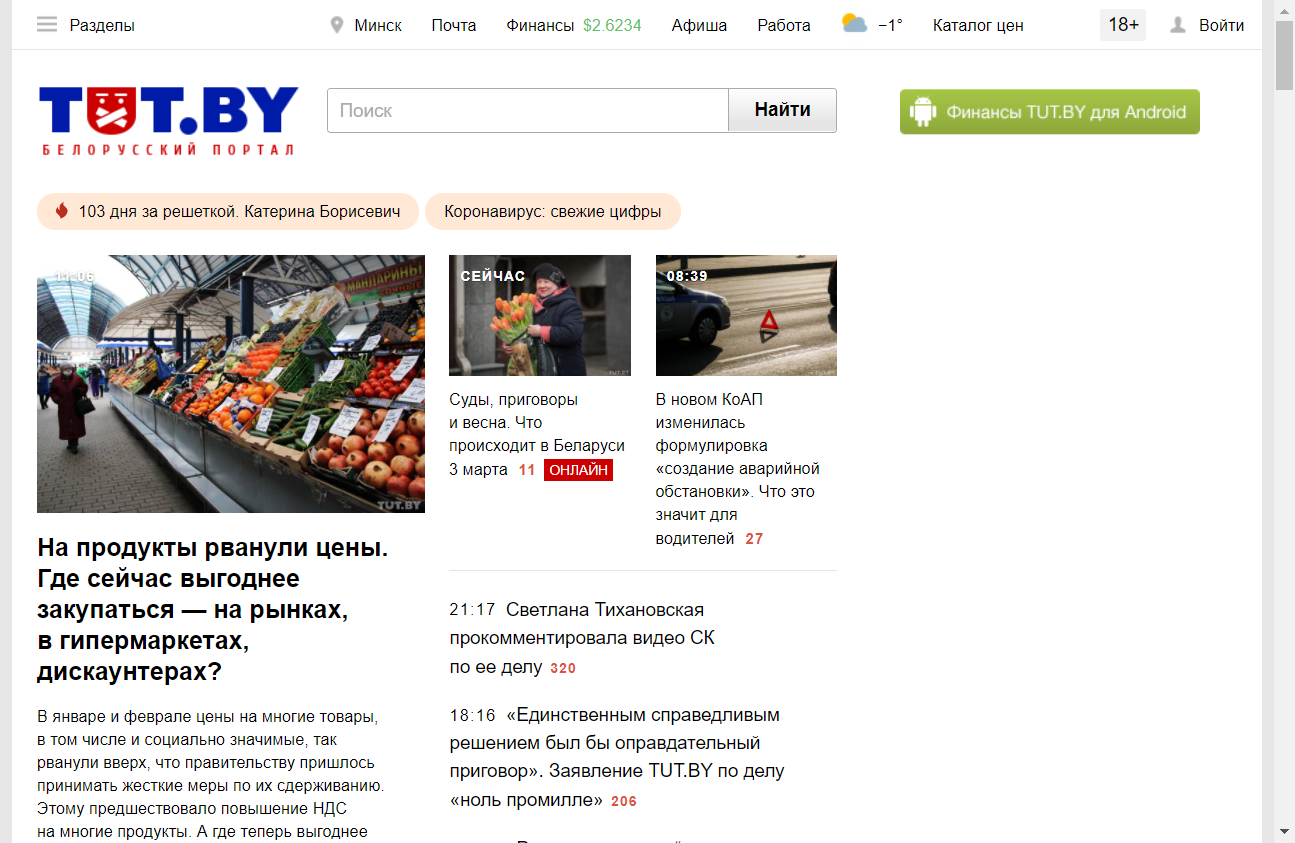 Разделы
Минск
Почта
Финансы $2.6234
Афиша
Работа
−1°
Каталог цен
18+
Войти
TUT.BY
БЕЛОРУССКИЙ ПОРТАЛ
Поиск
Найти
Финансы TUT.BY для Android
103 дня за решеткой. Катерина Борисевич
Коронавирус: свежие цифры
11:06
МАНДАРИНЫ
СОЧНЫЕ
TUT.BY
На продукты рванули цены.
Где сейчас выгоднее
закупаться — на рынках,
в гипермаркетах,
дискаунтерах?
В январе и феврале цены на многие товары,
в том числе и социально значимые, так
рванули вверх, что правительству пришлось
принимать жесткие меры по их сдерживанию.
Этому предшествовало повышение НДС
на многие продукты. А где теперь выгоднее
СЕЙЧАС
TUT.BY
Суды, приговоры
и весна. Что
происходит в Беларуси
3 марта 11 ОНЛАЙН
08:39
TUT.BY
В новом КоАП
изменилась
формулировка
«создание аварийной
обстановки». Что это
значит для
водителей 27
21:17 Светлана Тихановская
прокомментировала видео СК
по ее делу 320
18:16 «Единственным справедливым
решением был бы оправдательный
приговор». Заявление TUT.BY по делу
«ноль промилле» 206